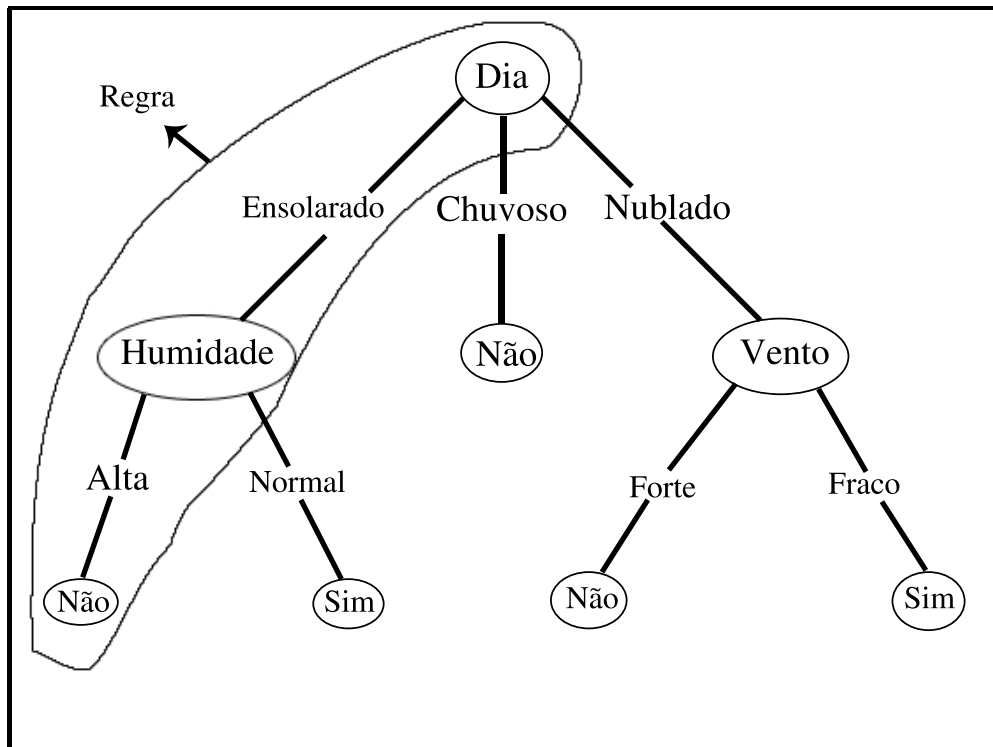 Dia
Regra
Ensolarado
Chuvoso
Nublado
Humidade
Não
Vento
Alta
Normal
Forte
Fraco
Não
Sim
Não
Sim